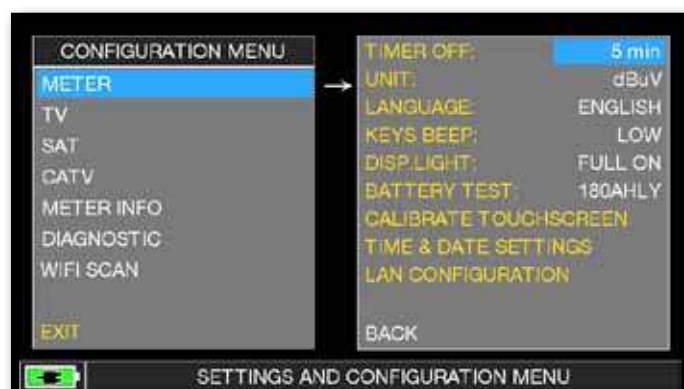 CONFIGURATION MENU
METER
TV
SAT
CATV
METER INFO
DIAGNOSTIC
WIFI SCAN
EXIT
→
TIMER OFF: 5 min
UNIT: dBuV
LANGUAGE: ENGLISH
KEYS BEEP: LOW
DISP.LIGHT: FULL ON
BATTERY TEST: 180AHLY
CALIBRATE TOUCHSCREEN
TIME & DATE SETTINGS
LAN CONFIGURATION
BACK
SETTINGS AND CONFIGURATION MENU